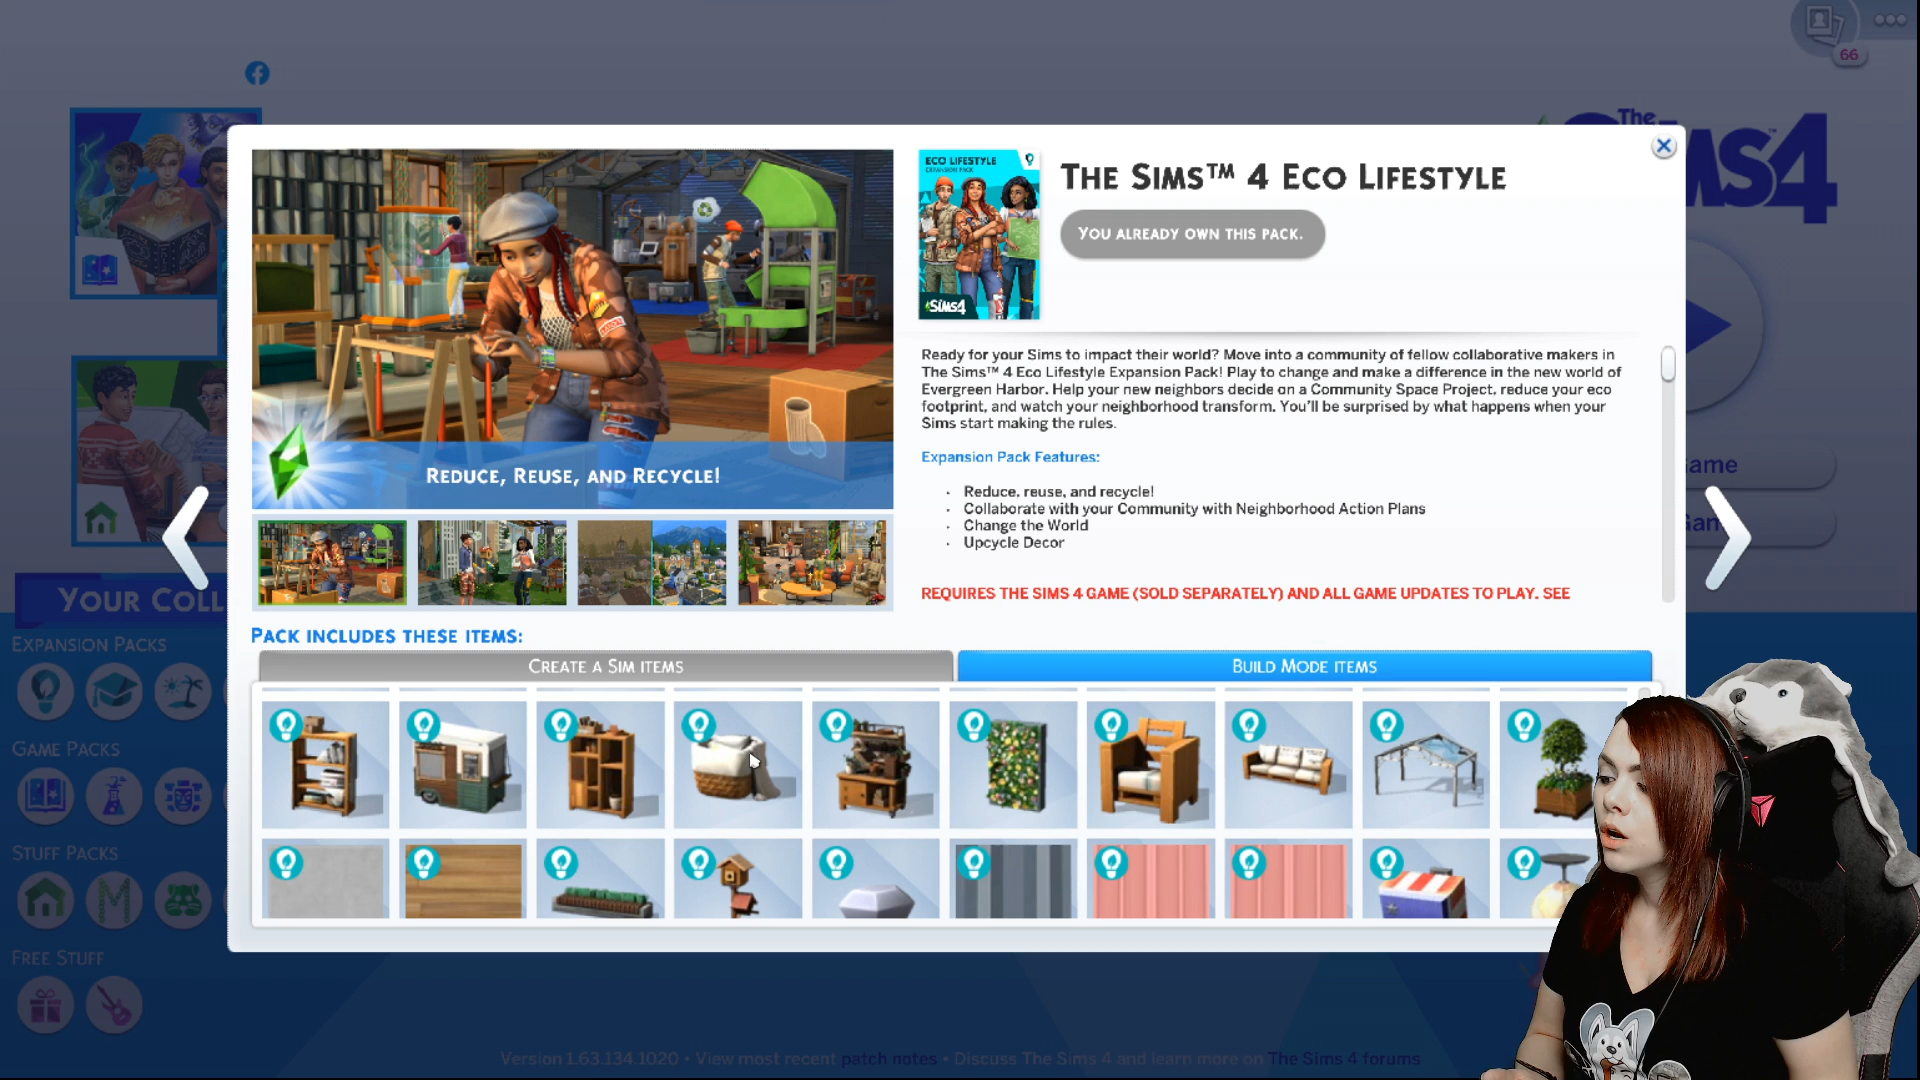 66
The
SIMS4
ECO LIFESTYLE
EXPANSION PACK
SIMS4
THE SIMS™ 4 ECO LIFESTYLE
YOU ALREADY OWN THIS PACK.
Ready for your Sims to impact their world? Move into a community of fellow collaborative makers in
The Sims™ 4 Eco Lifestyle Expansion Pack! Play to change and make a difference in the new world of
Evergreen Harbor. Help your new neighbors decide on a Community Space Project, reduce your eco
footprint, and watch your neighborhood transform. You'll be surprised by what happens when your
Sims start making the rules.
Expansion Pack Features:
· Reduce, reuse, and recycle!
· Collaborate with your Community with Neighborhood Action Plans
· Change the World
· Upcycle Decor
REQUIRES THE SIMS 4 GAME (SOLD SEPARATELY) AND ALL GAME UPDATES TO PLAY. SEE
REDUCE, REUSE, AND RECYCLE!
PACK INCLUDES THESE ITEMS:
CREATE A SIM ITEMS
BUILD MODE ITEMS
YOUR COLL
EXPANSION PACKS
GAME PACKS
STUFF PACKS
FREE STUFF
ame
Gam
Version 1.63.134.1020 • View most recent patch notes • Discuss The Sims 4 and learn more on The Sims 4 forums